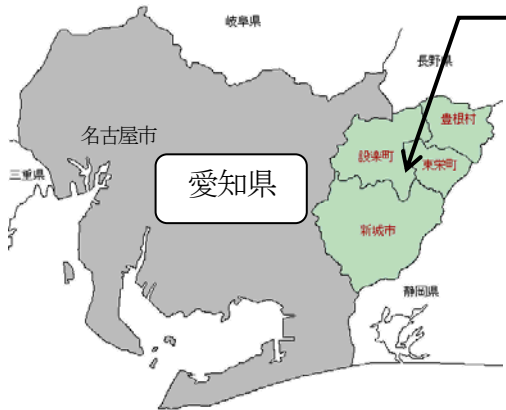 岐阜県
長野県
豊根村
名古屋市
設楽町
東栄町
三重県
愛知県
新城市
静岡県